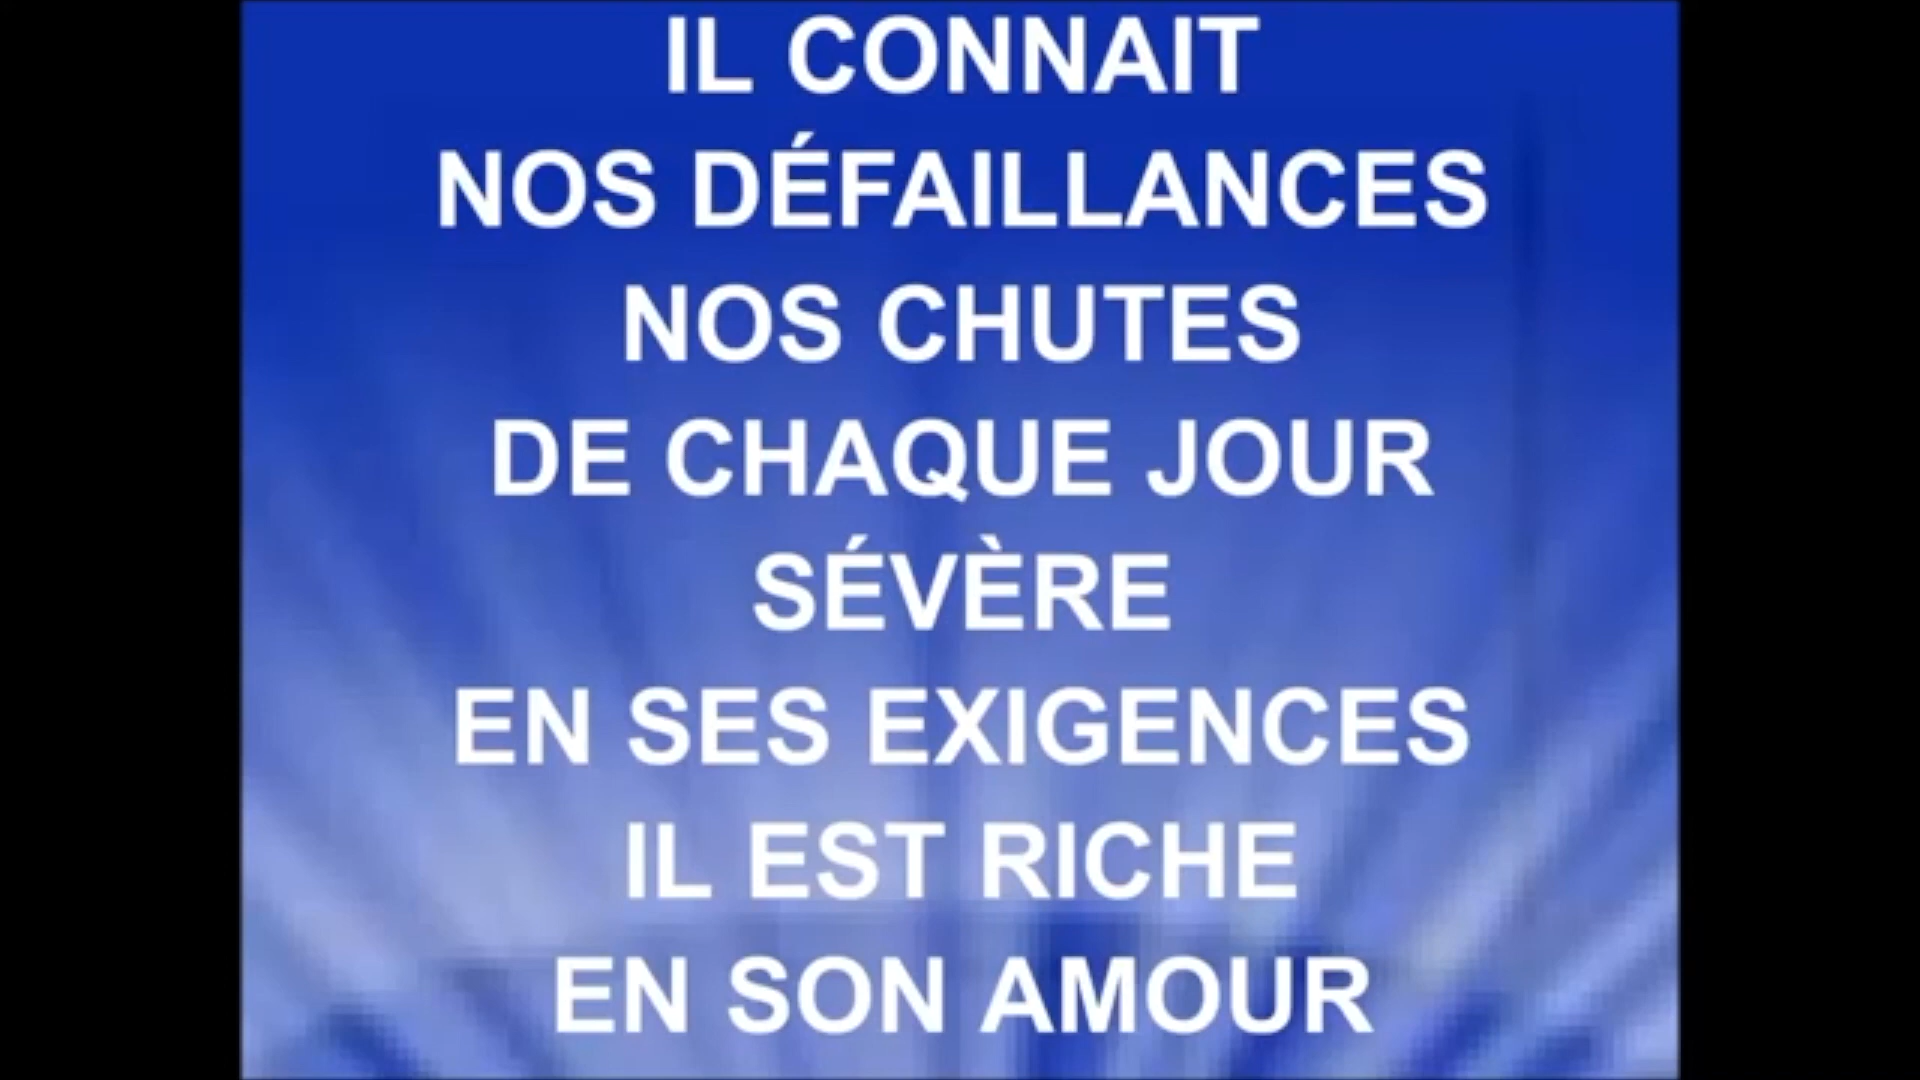 IL CONNAIT
NOS DÉFAILLANCES
NOS CHUTES
DE CHAQUE JOUR
SÉVÈRE
EN SES EXIGENCES
IL EST RICHE
EN SON AMOUR